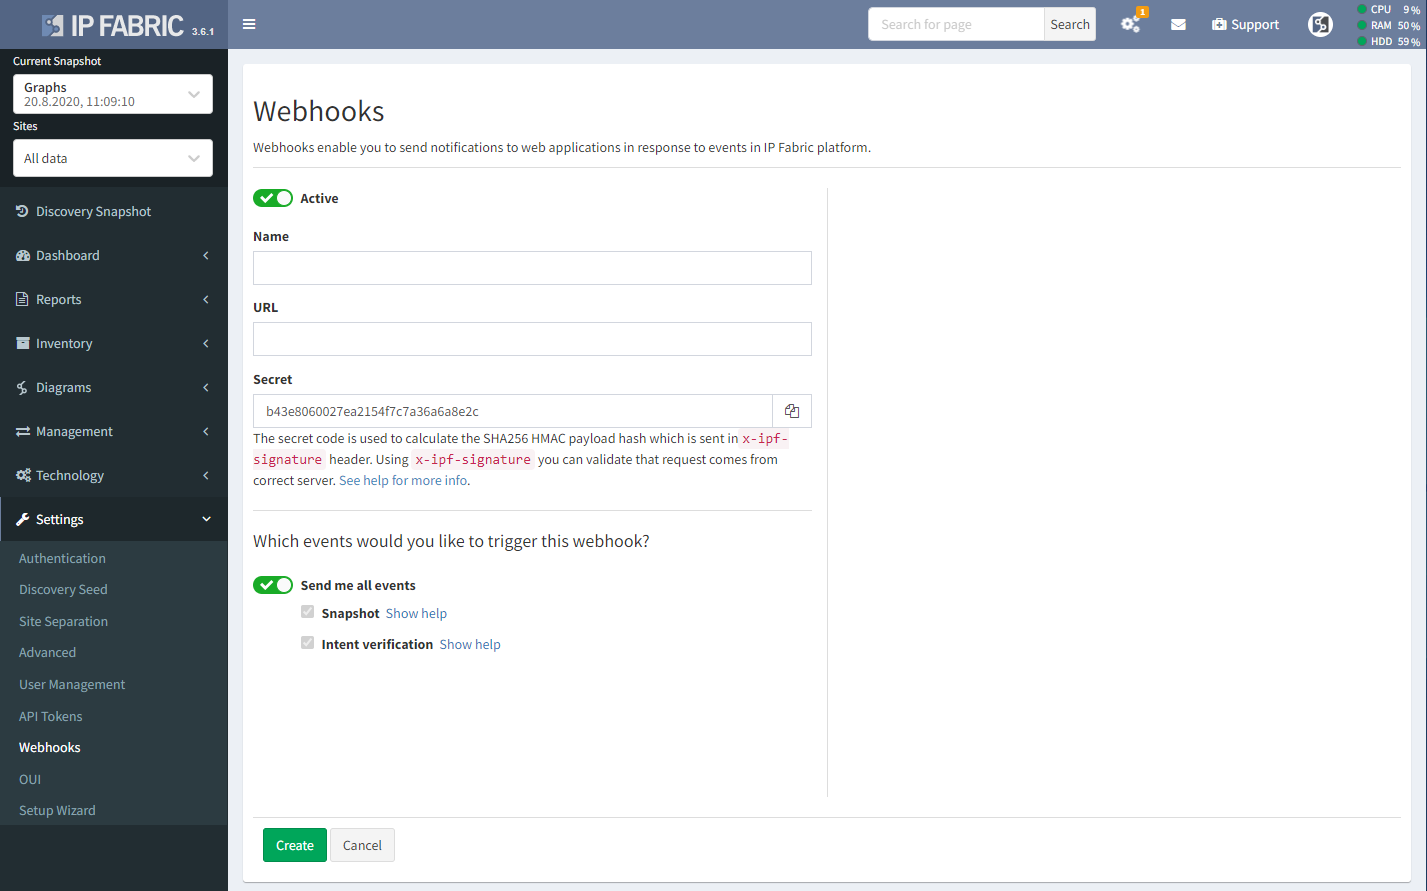 IP FABRIC 3.6.1
Search for page
Search
1
Support
CPU 9%
RAM 50%
HDD 59%
Current Snapshot
Graphs
20.8.2020, 11:09:10
Sites
All data
Discovery Snapshot
Dashboard
Reports
Inventory
Diagrams
Management
Technology
Settings
Authentication
Discovery Seed
Site Separation
Advanced
User Management
API Tokens
Webhooks
OUI
Setup Wizard
Webhooks
Webhooks enable you to send notifications to web applications in response to events in IP Fabric platform.
Active
Name
URL
Secret
b43e8060027ea2154f7c7a36a6a8e2c
The secret code is used to calculate the SHA256 HMAC payload hash which is sent in x-ipf-
signature header. Using x-ipf-signature you can validate that request comes from
correct server. See help for more info.
Which events would you like to trigger this webhook?
Send me all events
Snapshot Show help
Intent verification Show help
Create
Cancel